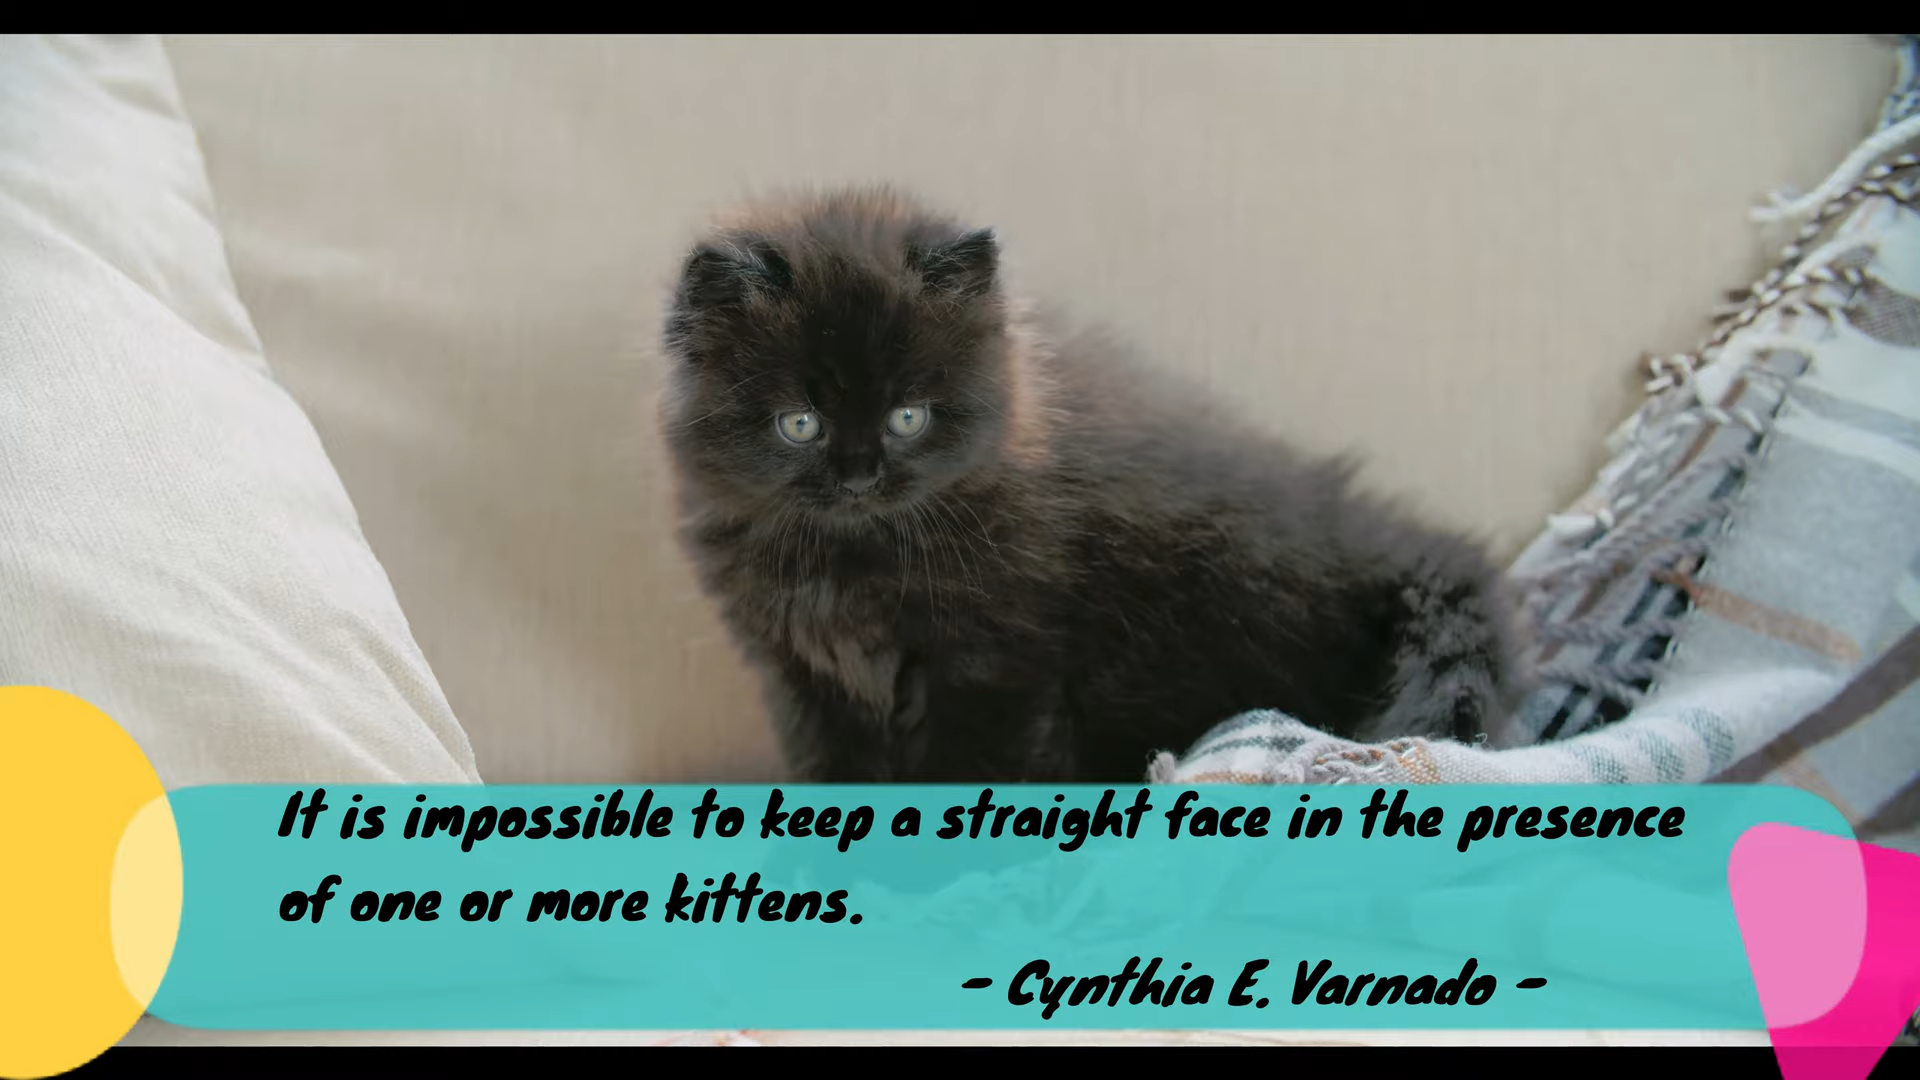 It is impossible to keep a straight face in the presence
of one or more kittens.
- Cynthia E. Varnado -